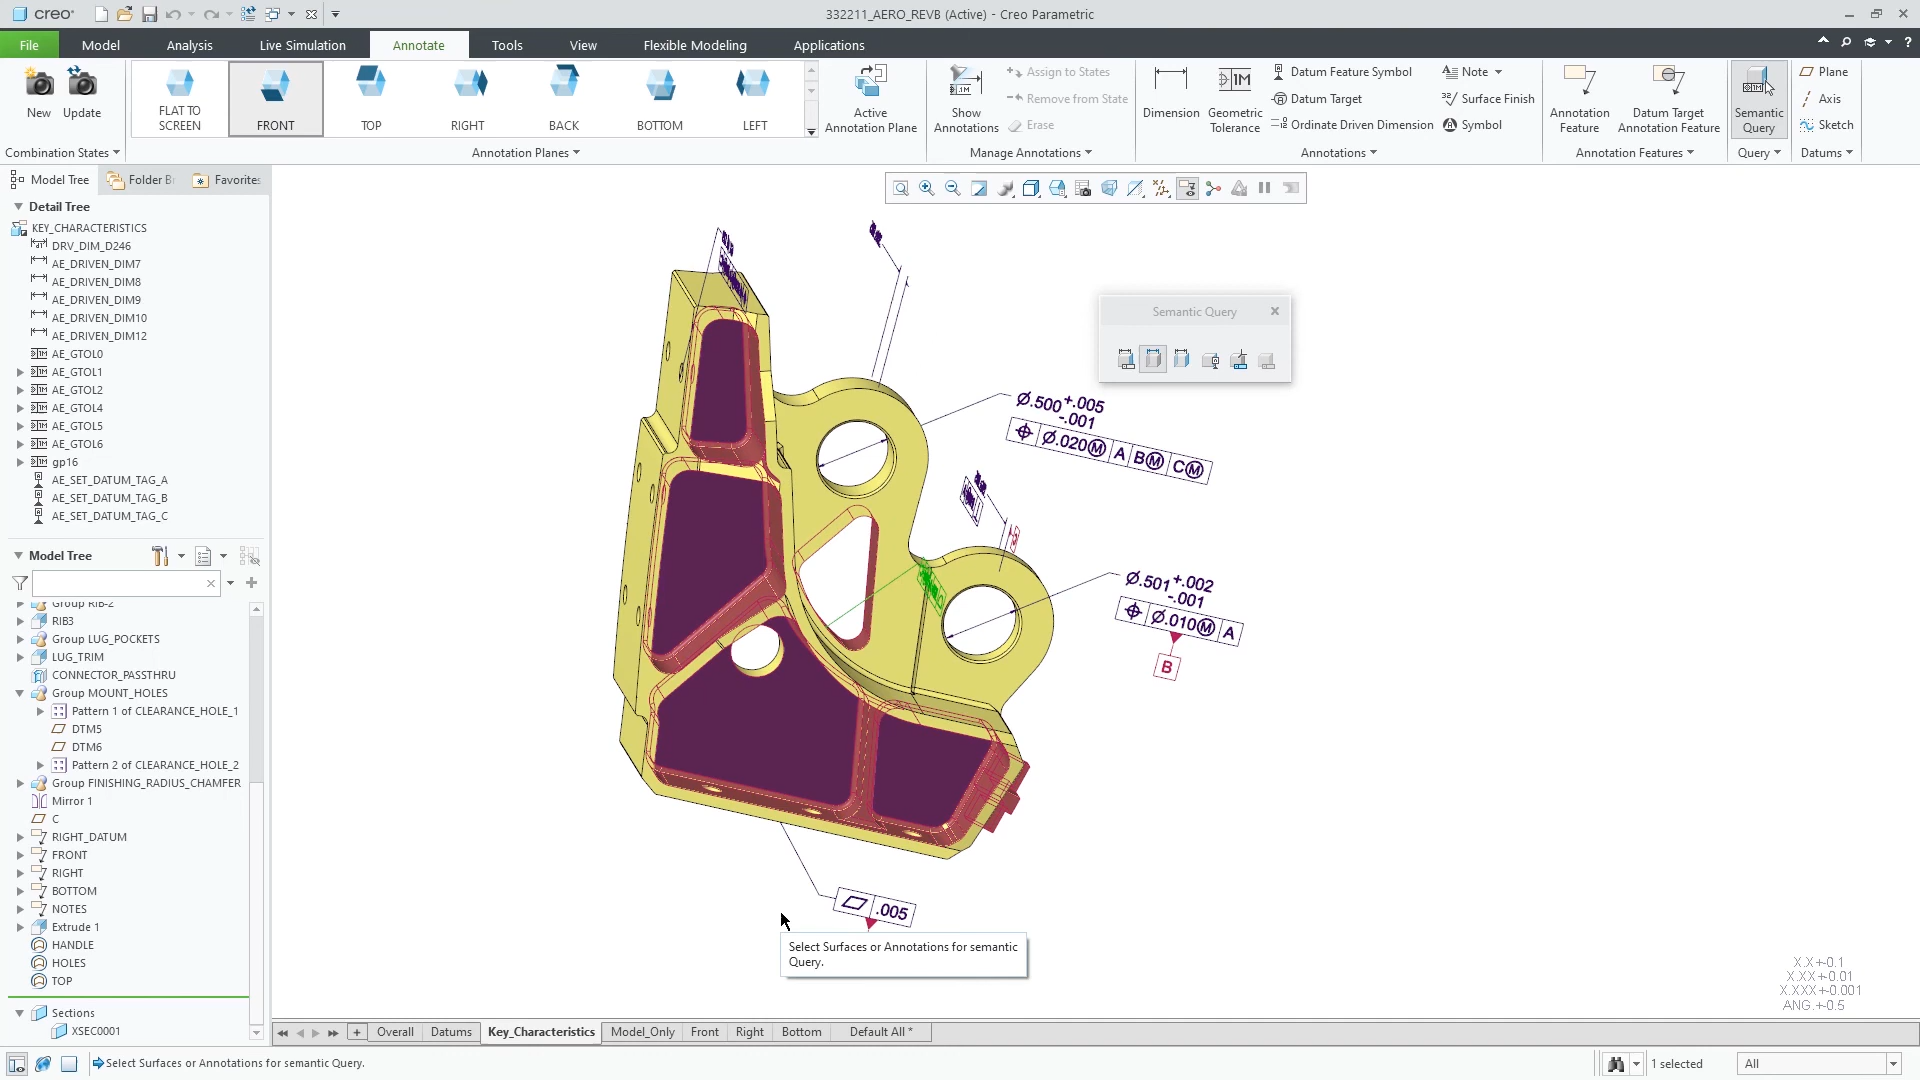 creo
332211_AERO_REVB (Active) - Creo Parametric
File
Model
Analysis
Live Simulation
Annotate
Tools
View
Flexible Modeling
Applications
New
Update
Combination States
FLAT TO
SCREEN
FRONT
TOP
RIGHT
BACK
BOTTOM
LEFT
Annotation Planes
Active
Annotation Plane
Show
Annotations
Assign to States
Remove from State
Erase
Manage Annotations
Dimension
Geometric
Tolerance
Datum Feature Symbol
Datum Target
Ordinate Driven Dimension
Note
Surface Finish
Symbol
Annotations
Annotation
Feature
Datum Target
Annotation Feature
Annotation Features
Semantic
Query
Query
Plane
Axis
Sketch
Datums
Model Tree
Folder Br
Favorites
Detail Tree
KEY_CHARACTERISTICS
DRV_DIM_D246
AE_DRIVEN_DIM7
AE_DRIVEN_DIM8
AE_DRIVEN_DIM9
AE_DRIVEN_DIM10
AE_DRIVEN_DIM12
AE_GTOL0
AE_GTOL1
AE_GTOL2
AE_GTOL4
AE_GTOL5
AE_GTOL6
gp16
AE_SET_DATUM_TAG_A
AE_SET_DATUM_TAG_B
AE_SET_DATUM_TAG_C
Model Tree
Group RIB-2
RIB3
Group LUG_POCKETS
LUG_TRIM
CONNECTOR_PASSTHRU
Group MOUNT_HOLES
Pattern 1 of CLEARANCE_HOLE_1
DTM5
DTM6
Pattern 2 of CLEARANCE_HOLE_2
Group FINISHING_RADIUS_CHAMFER
Mirror 1
C
RIGHT_DATUM
FRONT
RIGHT
BOTTOM
NOTES
Extrude 1
HANDLE
HOLES
TOP
Sections
XSEC0001
Semantic Query
Ø.500 +.005
-.001
⌖ Ø.020Ⓜ A BⓂ CⓂ
Ø.501 +.002
-.001
⌖ Ø.010Ⓜ A
B
⏥ .005
Select Surfaces or Annotations for semantic
Query.
X.X+-0.1
X.XX+-0.01
X.XXX+-0.001
ANG.+-0.5
Overall
Datums
Key_Characteristics
Model_Only
Front
Right
Bottom
Default All *
Select Surfaces or Annotations for semantic Query.
1 selected
All